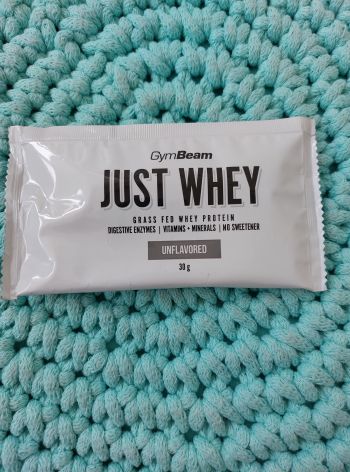 GymBeam
JUST WHEY
GRASS FED WHEY PROTEIN
DIGESTIVE ENZYMES | VITAMINS + MINERALS | NO SWEETENER
UNFLAVORED
30 g